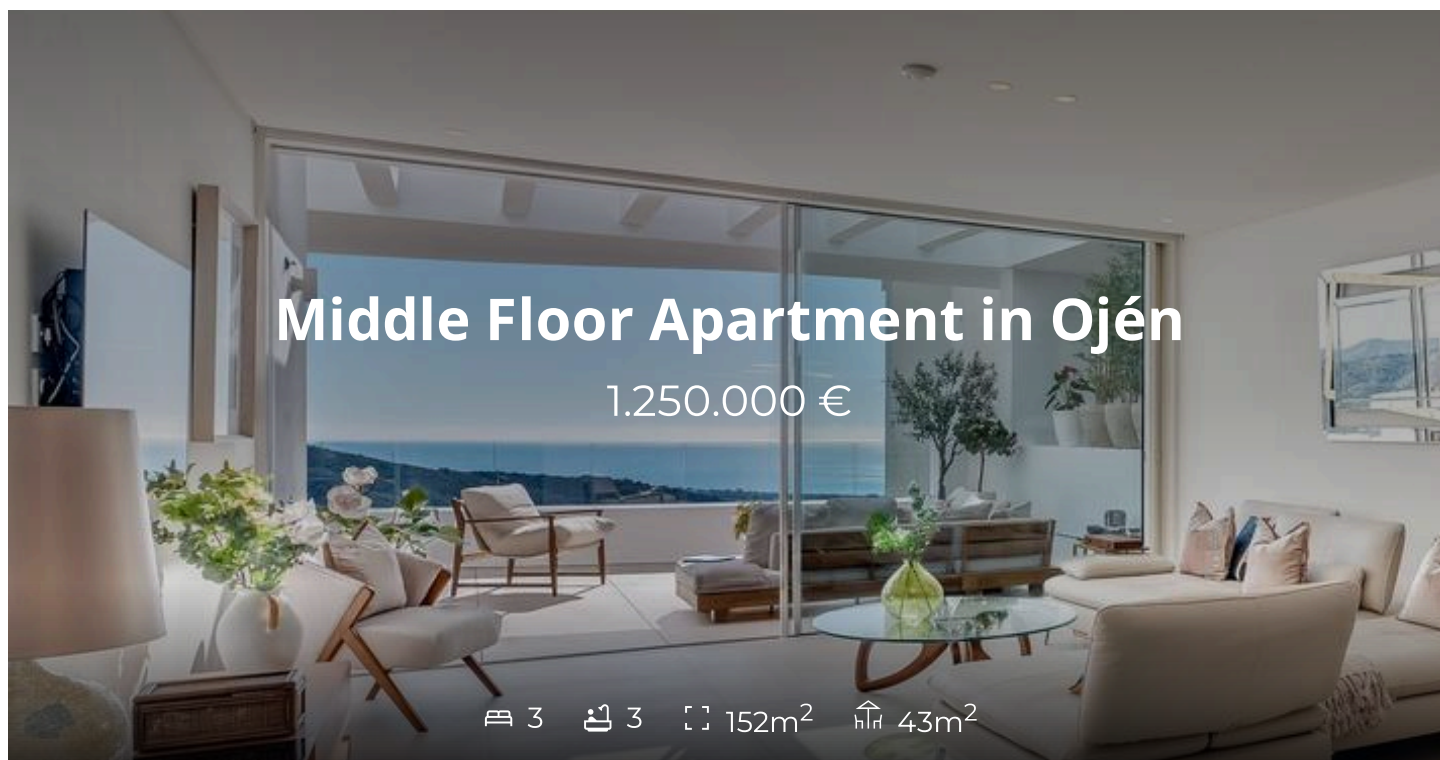 Middle Floor Apartment in Ojén
1.250.000 €
3 3 152m² 43m²